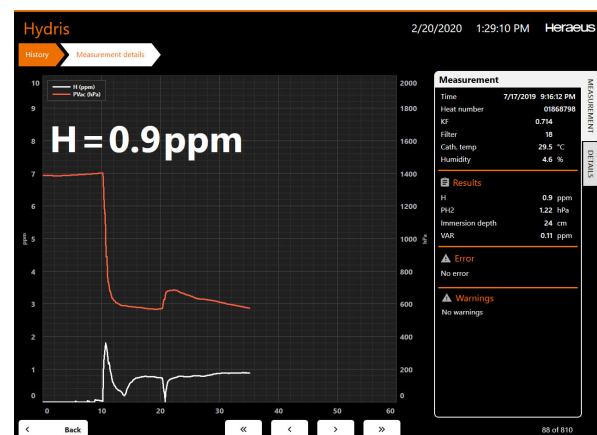 Hydris
2/20/2020 1:29:10 PM
Heraeus
History
Measurement details
H (ppm)
PVac (hPa)
H = 0.9 ppm
10
9
8
7
6
5
4
3
2
1
0
ppm
2000
1800
1600
1400
1200
1000
800
600
400
200
0
hPa
0 10 20 30 40 50 60
Measurement
Time 7/17/2019 9:16:12 PM
Heat number 01868798
KF 0.714
Filter 18
Cath. temp 29.5 °C
Humidity 4.6 %
Results
H 0.9 ppm
PH2 1.22 hPa
Immersion depth 24 cm
VAR 0.11 ppm
Error
No error
Warnings
No warnings
MEASUREMENT
DETAILS
< Back
« < > »
88 of 810